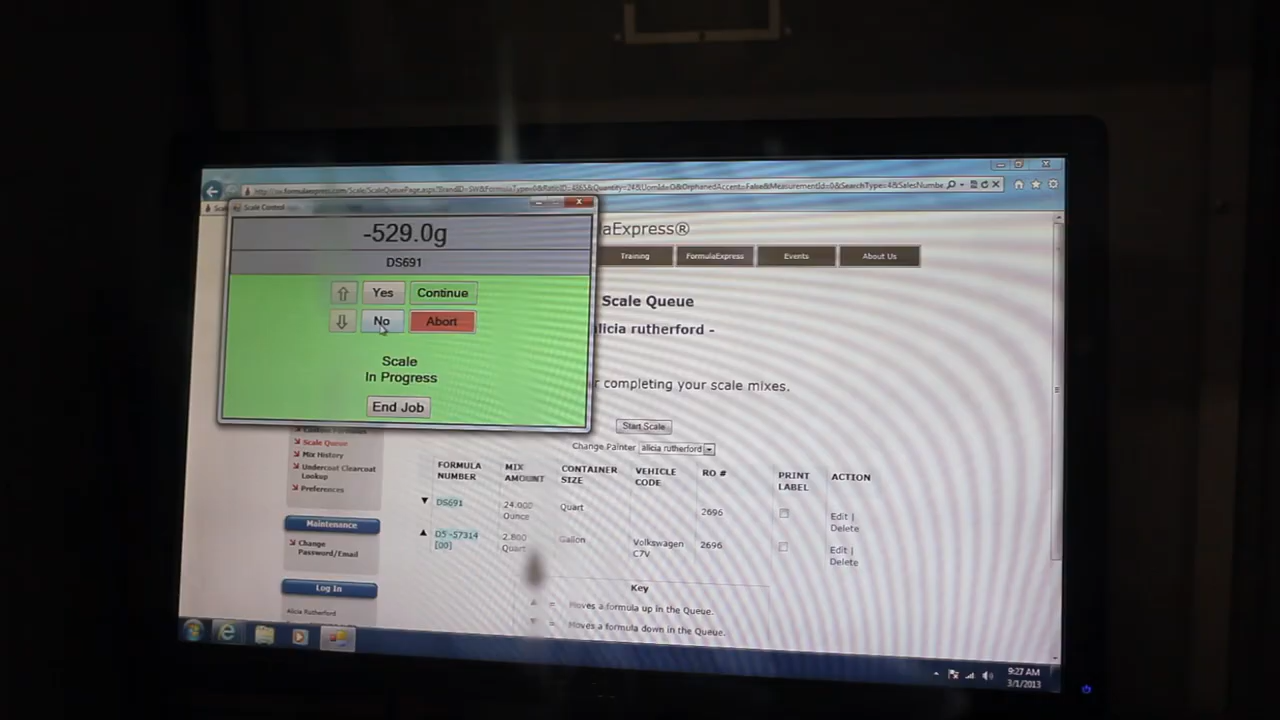 Scale Control
-529.0g
DS691
Yes Continue
No Abort
Scale
In Progress
End Job
aExpress®
Training FormulaExpress Events About Us
Scale Queue
alicia rutherford -
r completing your scale mixes.
Start Scale
Change Painter alicia rutherford
Scale Queue
Mix History
Undercoat Clearcoat
Lookup
Preferences
Maintenance
Change
Password/Email
Log In
Alicia Rutherford
FORMULA NUMBER MIX AMOUNT CONTAINER SIZE VEHICLE CODE RO # PRINT LABEL ACTION
DS691 24.000 Ounce Quart 2696 Edit | Delete
D5 -57314 [00] 2.800 Quart Gallon Volkswagen C7V 2696 Edit | Delete
Key
= Moves a formula up in the Queue.
= Moves a formula down in the Queue.
9:27 AM
3/1/2013